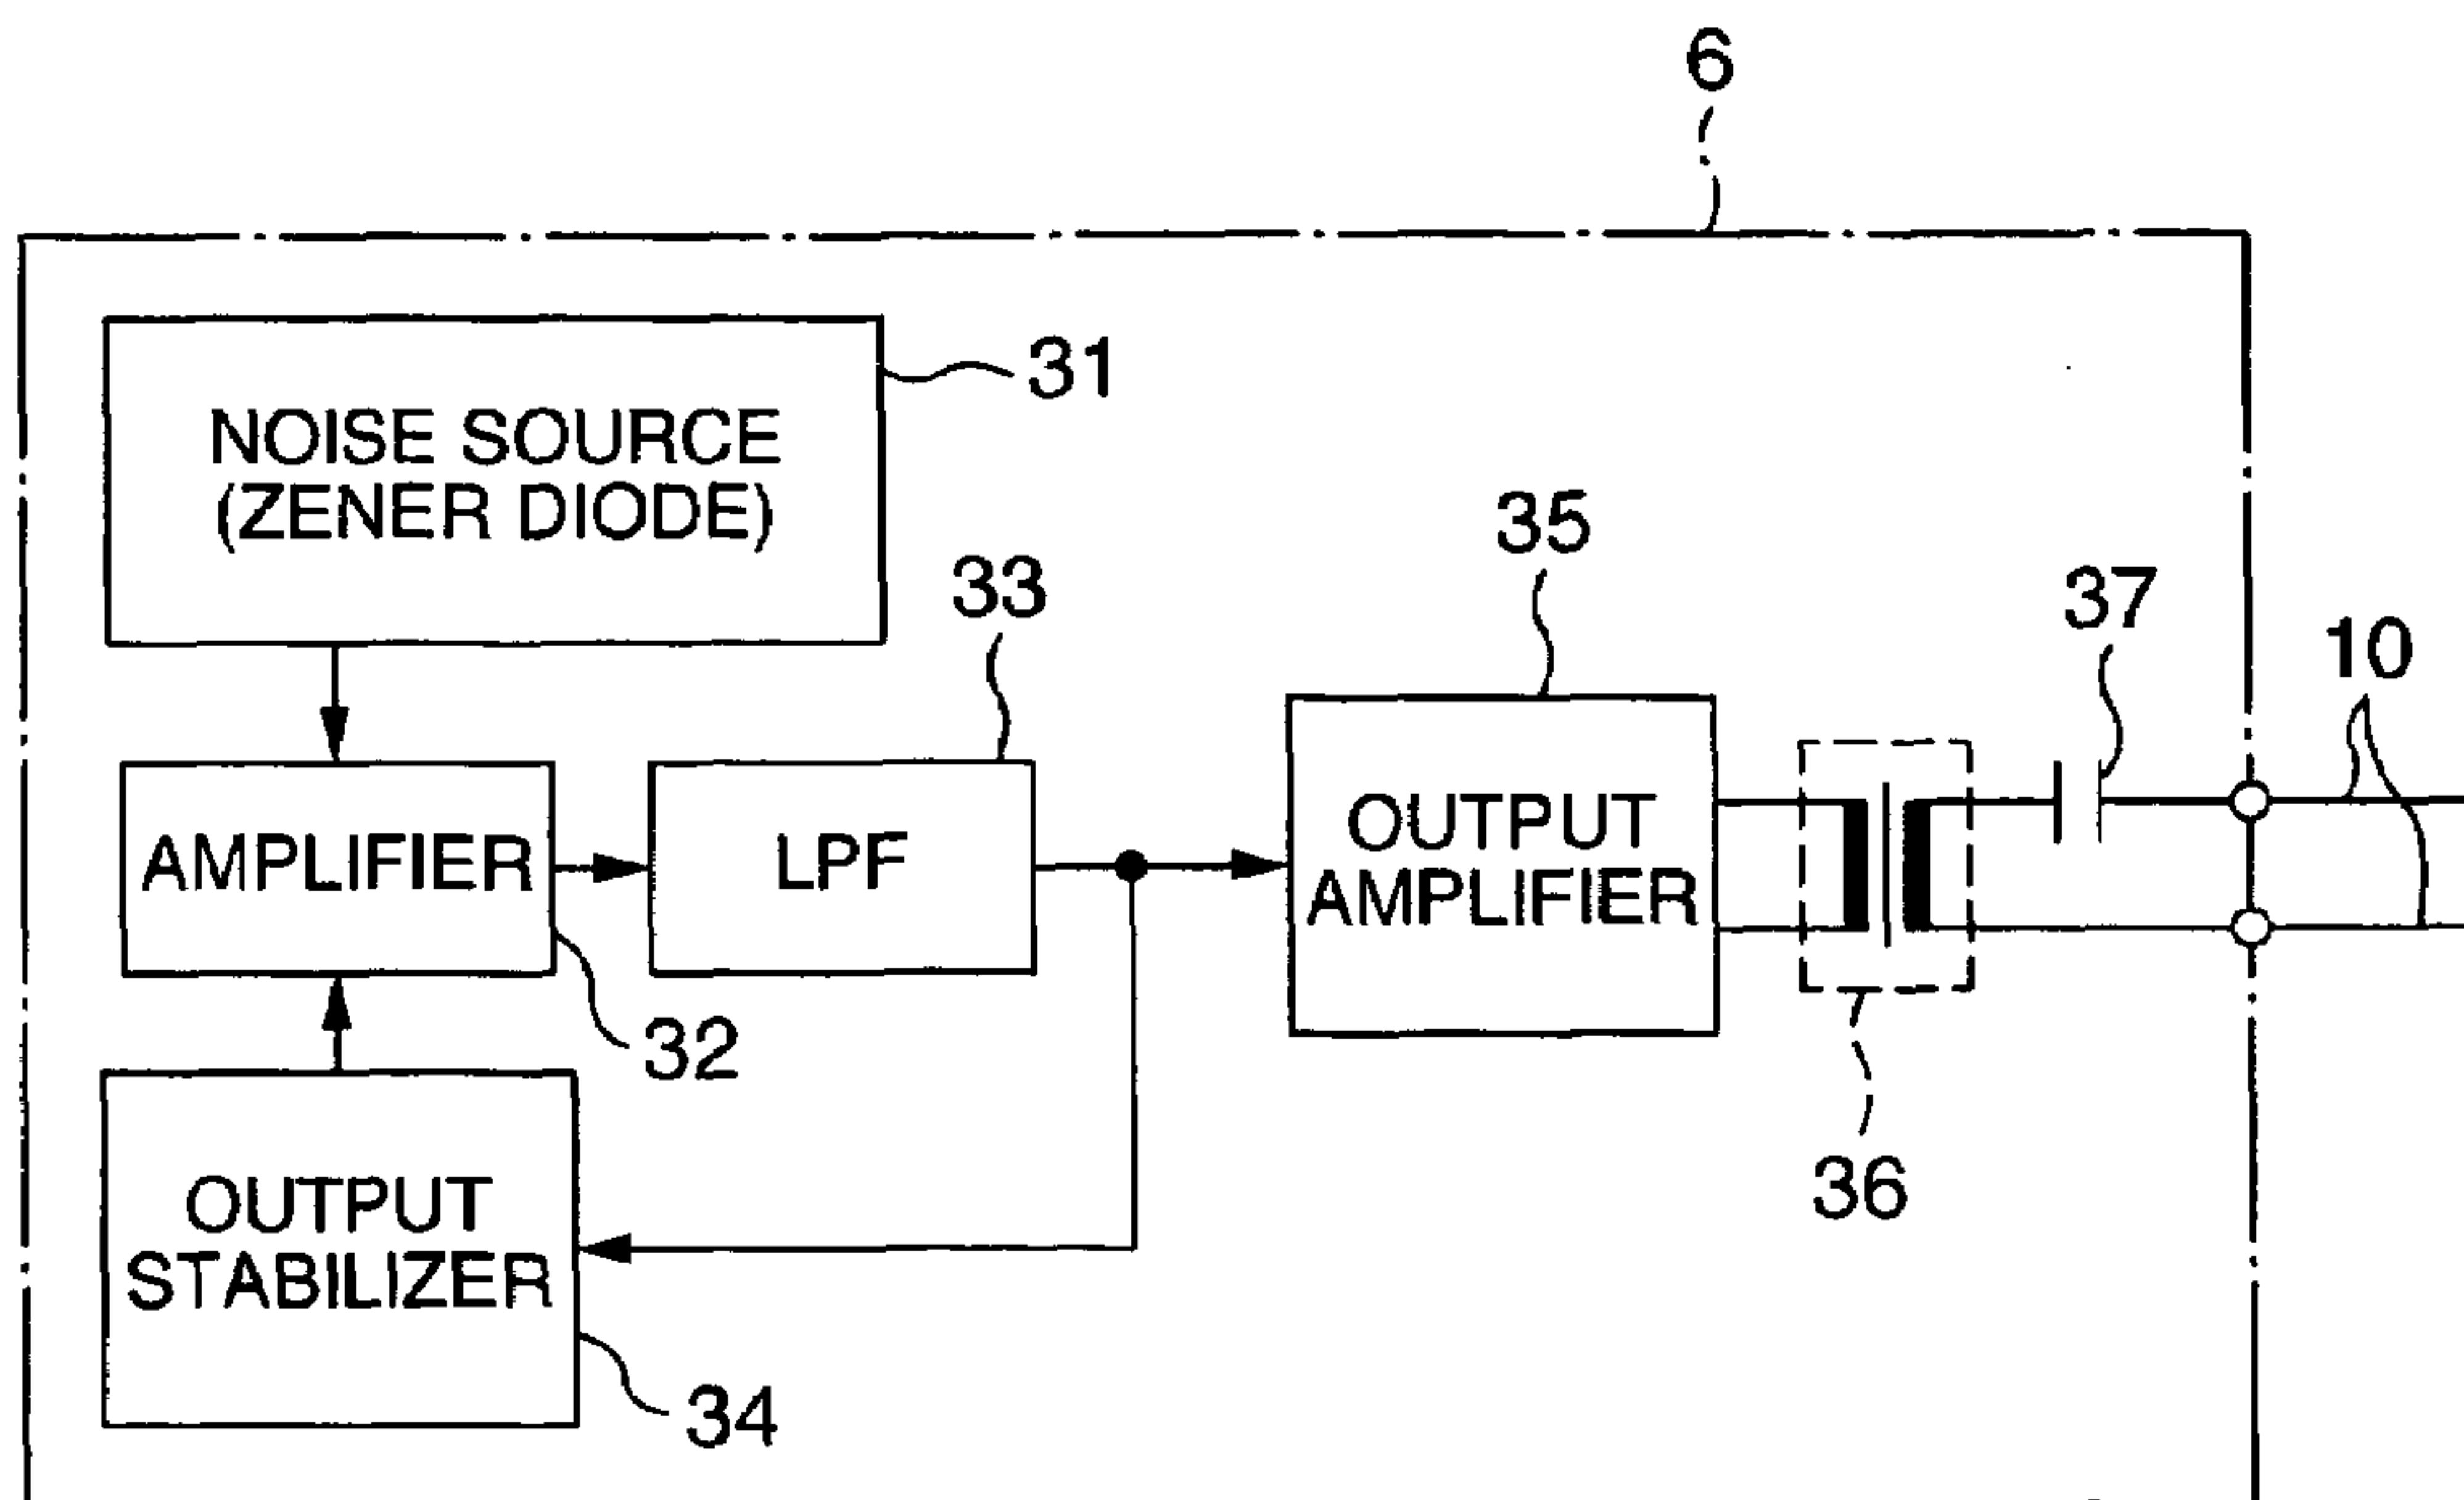 6
31
NOISE SOURCE
(ZENER DIODE)
33
35
37
10
AMPLIFIER
LPF
OUTPUT
AMPLIFIER
32
36
OUTPUT
STABILIZER
34